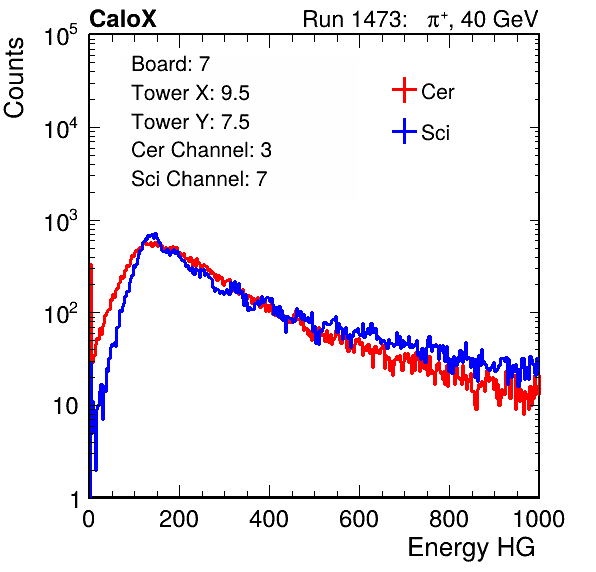 CaloX Run 1473: π⁺, 40 GeV
Counts
10⁵
10⁴
10³
10²
10
1
Board: 7
Tower X: 9.5
Tower Y: 7.5
Cer Channel: 3
Sci Channel: 7
Cer
Sci
0 200 400 600 800 1000
Energy HG